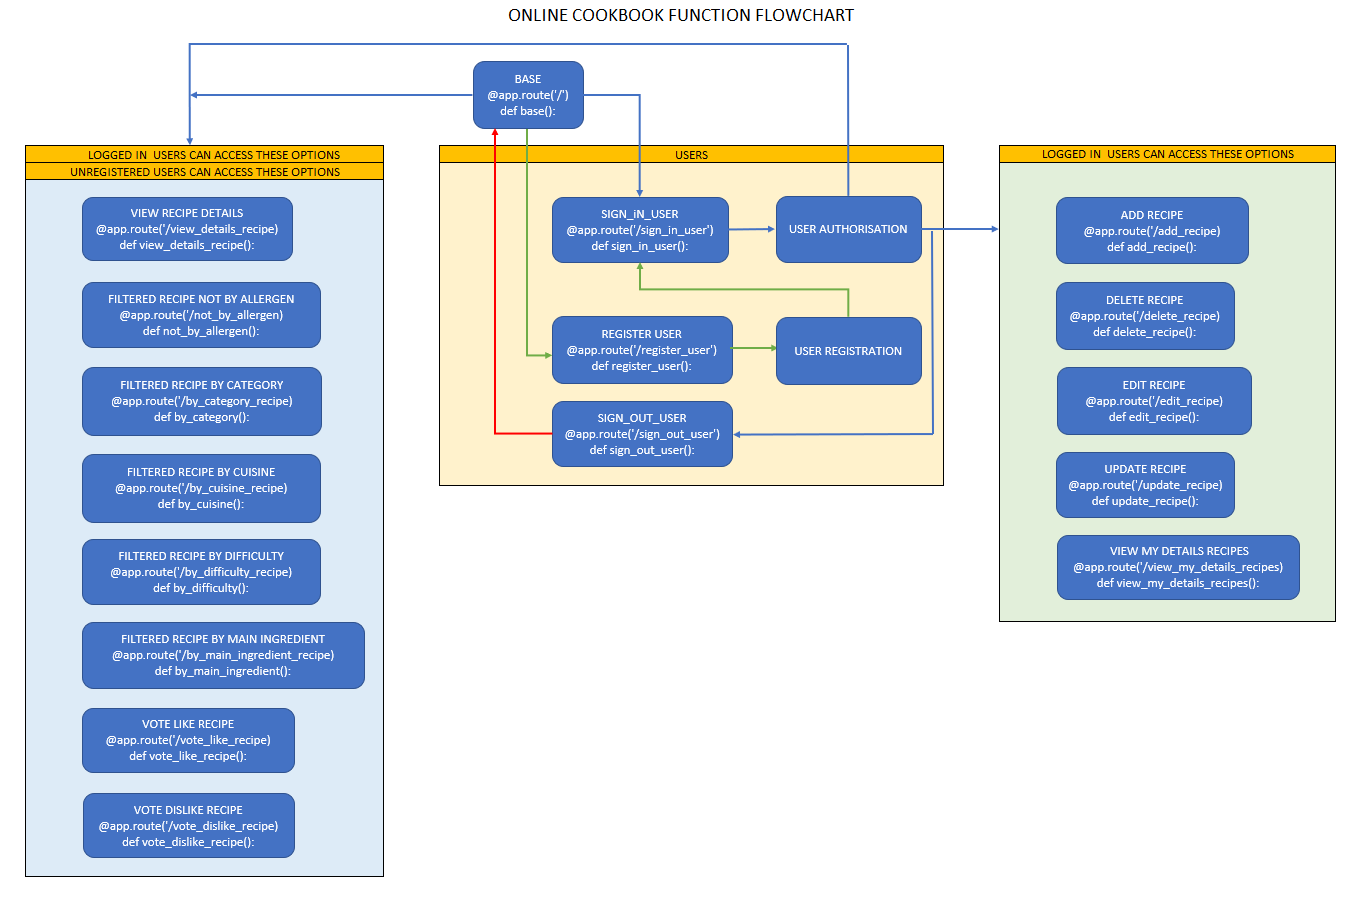 ONLINE COOKBOOK FUNCTION FLOWCHART
BASE
@app.route('/')
def base():
LOGGED IN  USERS CAN ACCESS THESE OPTIONS
UNREGISTERED USERS CAN ACCESS THESE OPTIONS
VIEW RECIPE DETAILS
@app.route('/view_details_recipe)
def view_details_recipe():
FILTERED RECIPE NOT BY ALLERGEN
@app.route('/not_by_allergen)
def not_by_allergen():
FILTERED RECIPE BY CATEGORY
@app.route('/by_category_recipe)
def by_category():
FILTERED RECIPE BY CUISINE
@app.route('/by_cuisine_recipe)
def by_cuisine():
FILTERED RECIPE BY DIFFICULTY
@app.route('/by_difficulty_recipe)
def by_difficulty():
FILTERED RECIPE BY MAIN INGREDIENT
@app.route('/by_main_ingredient_recipe)
def by_main_ingredient():
VOTE LIKE RECIPE
@app.route('/vote_like_recipe)
def vote_like_recipe():
VOTE DISLIKE RECIPE
@app.route('/vote_dislike_recipe)
def vote_dislike_recipe():
USERS
SIGN_iN_USER
@app.route('/sign_in_user')
def sign_in_user():
USER AUTHORISATION
REGISTER USER
@app.route('/register_user')
def register_user():
USER REGISTRATION
SIGN_OUT_USER
@app.route('/sign_out_user')
def sign_out_user():
LOGGED IN  USERS CAN ACCESS THESE OPTIONS
ADD RECIPE
@app.route('/add_recipe)
def add_recipe():
DELETE RECIPE
@app.route('/delete_recipe)
def delete_recipe():
EDIT RECIPE
@app.route('/edit_recipe)
def edit_recipe():
UPDATE RECIPE
@app.route('/update_recipe)
def update_recipe():
VIEW MY DETAILS RECIPES
@app.route('/view_my_details_recipes)
def view_my_details_recipes():